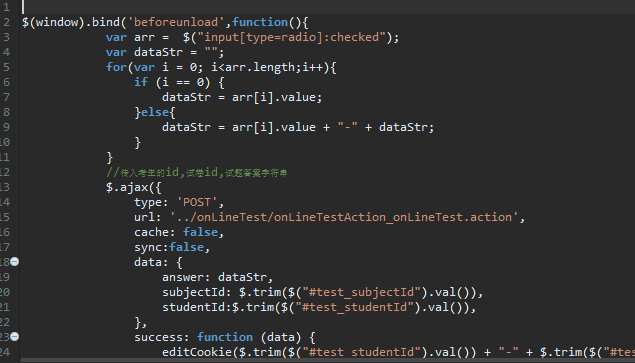 1
2 $(window).bind('beforeunload',function(){
3 var arr =  $("input[type=radio]:checked");
4 var dataStr = "";
5 for(var i = 0; i<arr.length;i++){
6 if (i == 0) {
7 dataStr = arr[i].value;
8 }else{
9 dataStr = arr[i].value + "-" + dataStr;
10 }
11 }
12 //传入考生的id,试卷id,试题答案字符串
13 $.ajax({
14 type: 'POST',
15 url: '../onLineTest/onLineTestAction_onLineTest.action',
16 cache: false,
17 sync:false,
18 data: {
19 answer: dataStr,
20 subjectId: $.trim($("#test_subjectId").val()),
21 studentId:$.trim($("#test_studentId").val()),
22 },
23 success: function (data) {
24 editCookie($.trim($("#test_studentId").val()) + "-" + $.trim($("#tes